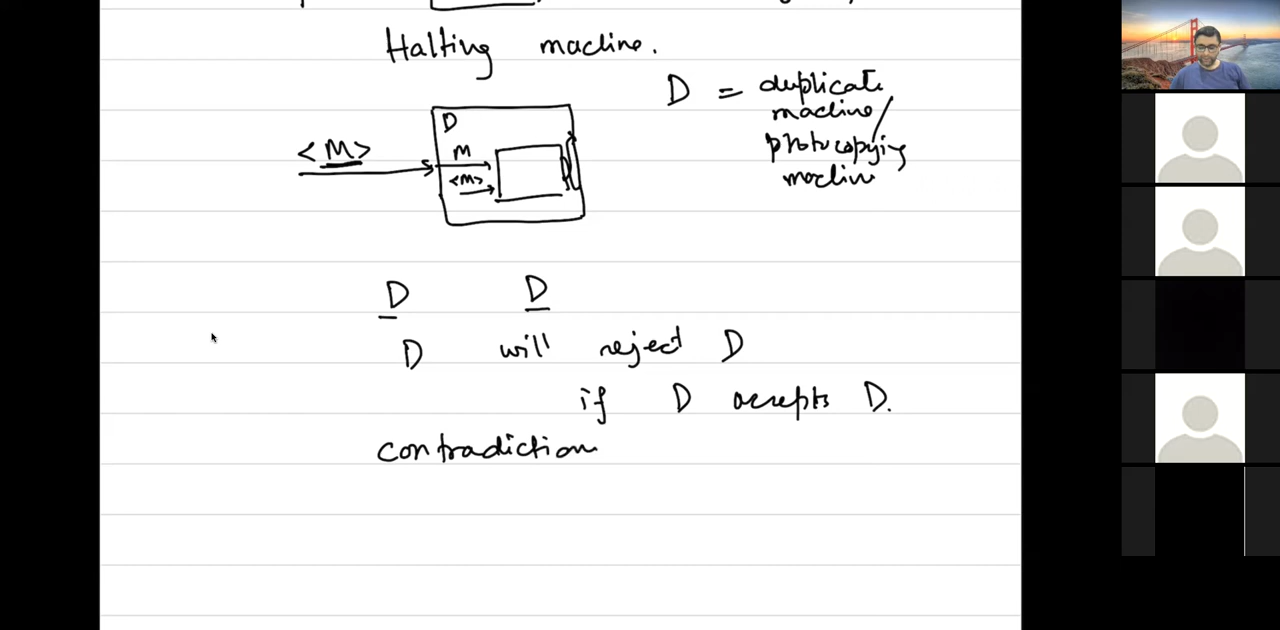 Halting machine.
D = duplicate
machine/
photocopying
machine
D
<M>
M
<M>
D D
D will reject D
if D accepts D.
contradiction